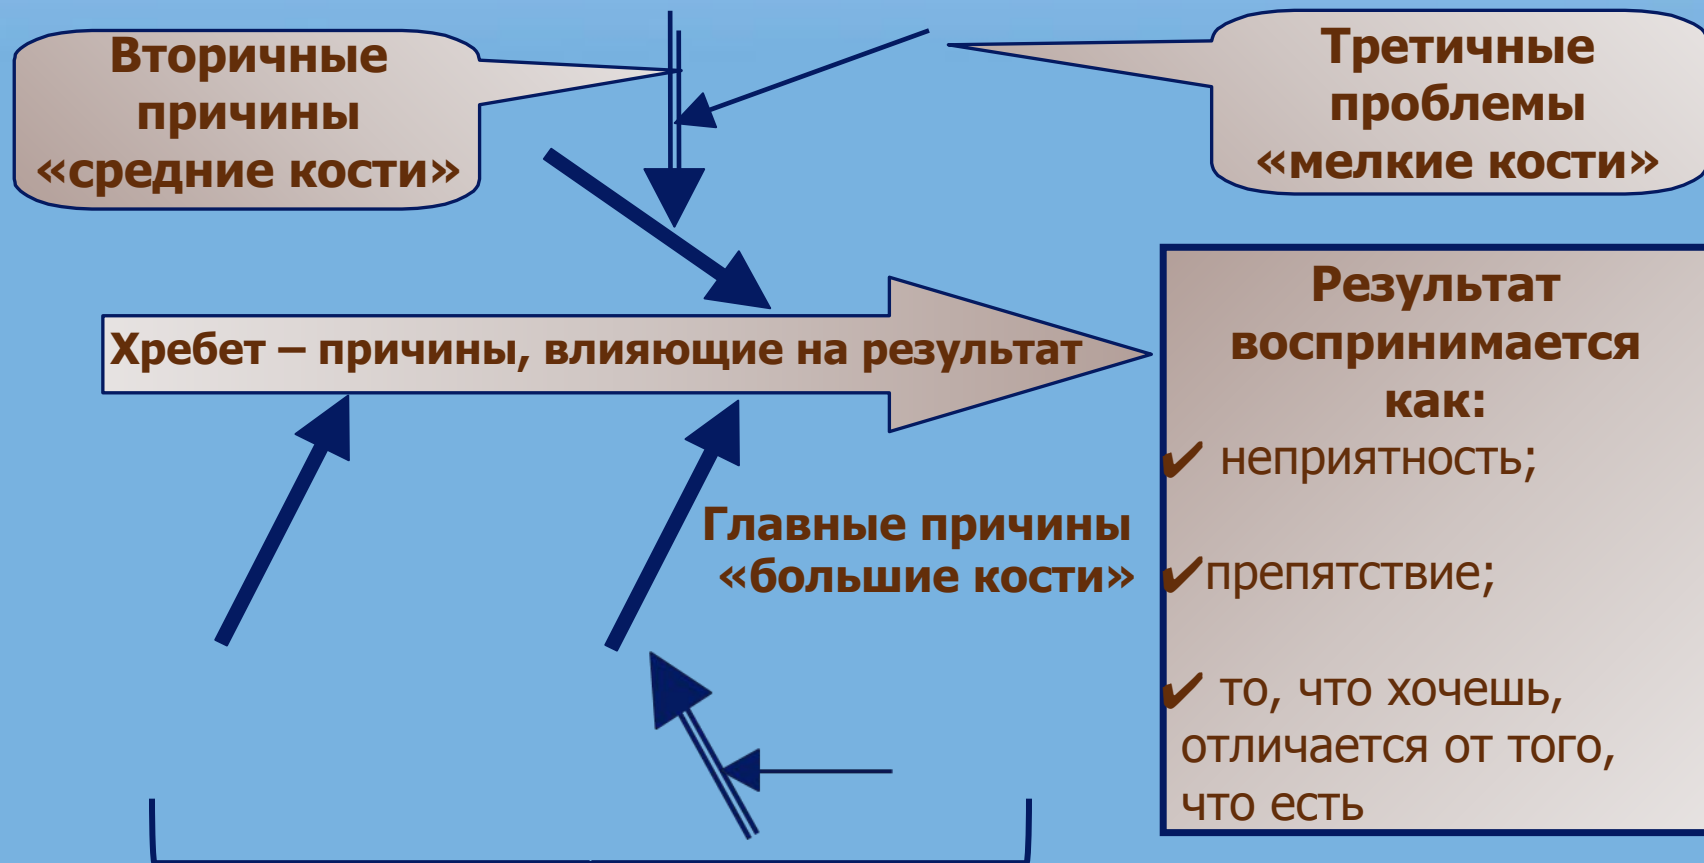 Вторичные
причины
«средние кости»
Третичные
проблемы
«мелкие кости»
Хребет – причины, влияющие на результат
Главные причины
«большие кости»
Результат
воспринимается
как:
✔ неприятность;
✔препятствие;
✔ то, что хочешь,
отличается от того,
что есть